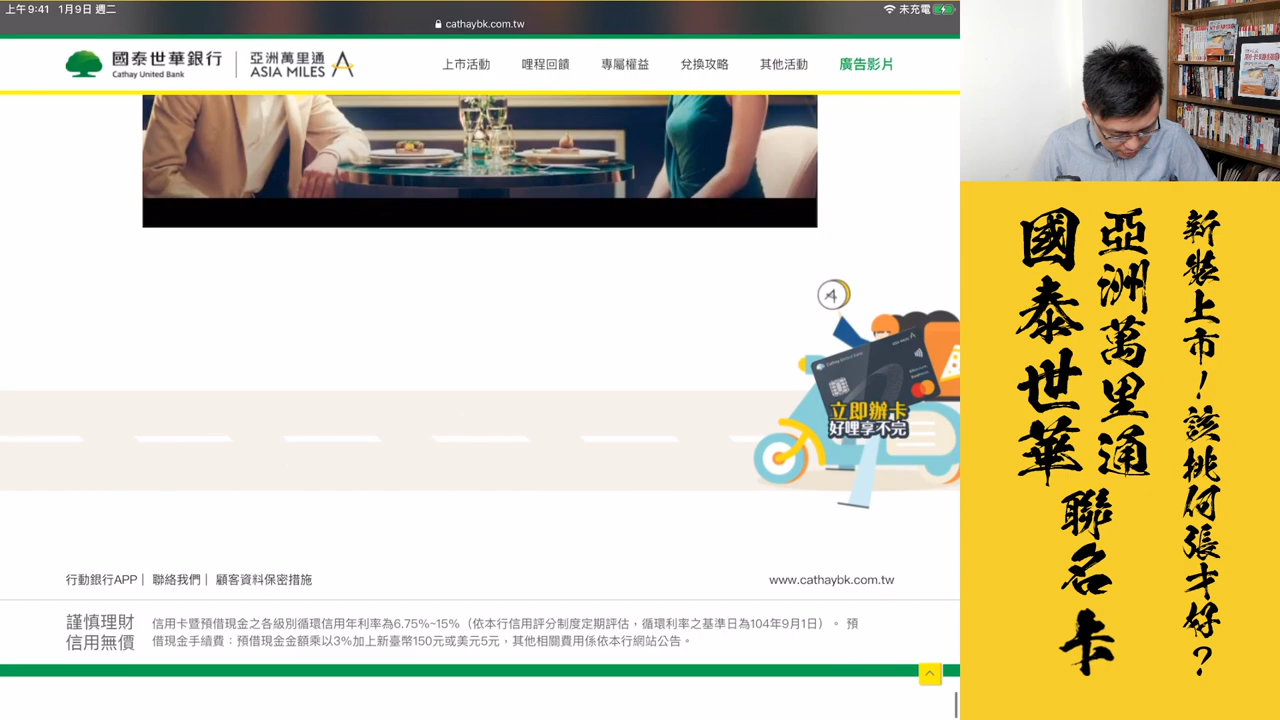 上午9:41 1月9日 週二
未充電
cathaybk.com.tw
國泰世華銀行
Cathay United Bank
亞洲萬里通
ASIA MILES
上市活動 哩程回饋 專屬權益 兌換攻略 其他活動 廣告影片
Cathay United Bank
立即辦卡
好哩享不完
行動銀行APP | 聯絡我們 | 顧客資料保密措施
www.cathaybk.com.tw
謹慎理財
信用無價
信用卡暨預借現金之各級別循環信用年利率為6.75%~15%（依本行信用評分制度定期評估，循環利率之基準日為104年9月1日）。 預
借現金手續費：預借現金金額乘以3%加上新臺幣150元或美元5元，其他相關費用係依本行網站公告。
新裝上市！該挑何張才好？
亞洲萬里通
國泰世華
聯名卡